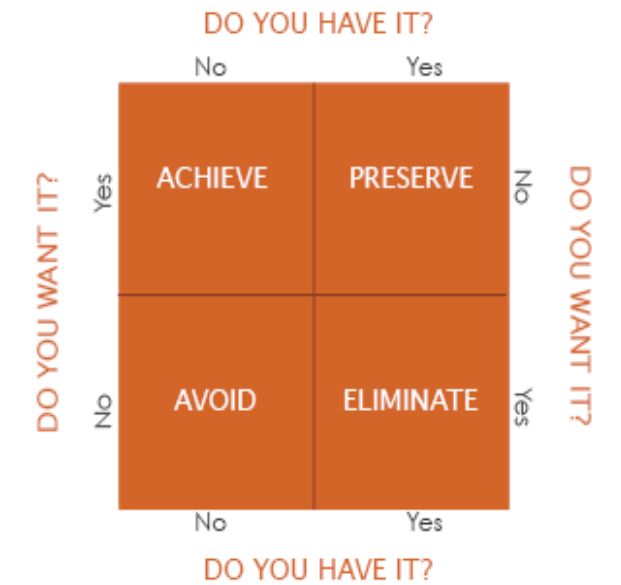 DO YOU HAVE IT?
No Yes
DO YOU WANT IT?
Yes
ACHIEVE PRESERVE
No
DO YOU WANT IT?
No
AVOID ELIMINATE
Yes
No Yes
DO YOU HAVE IT?